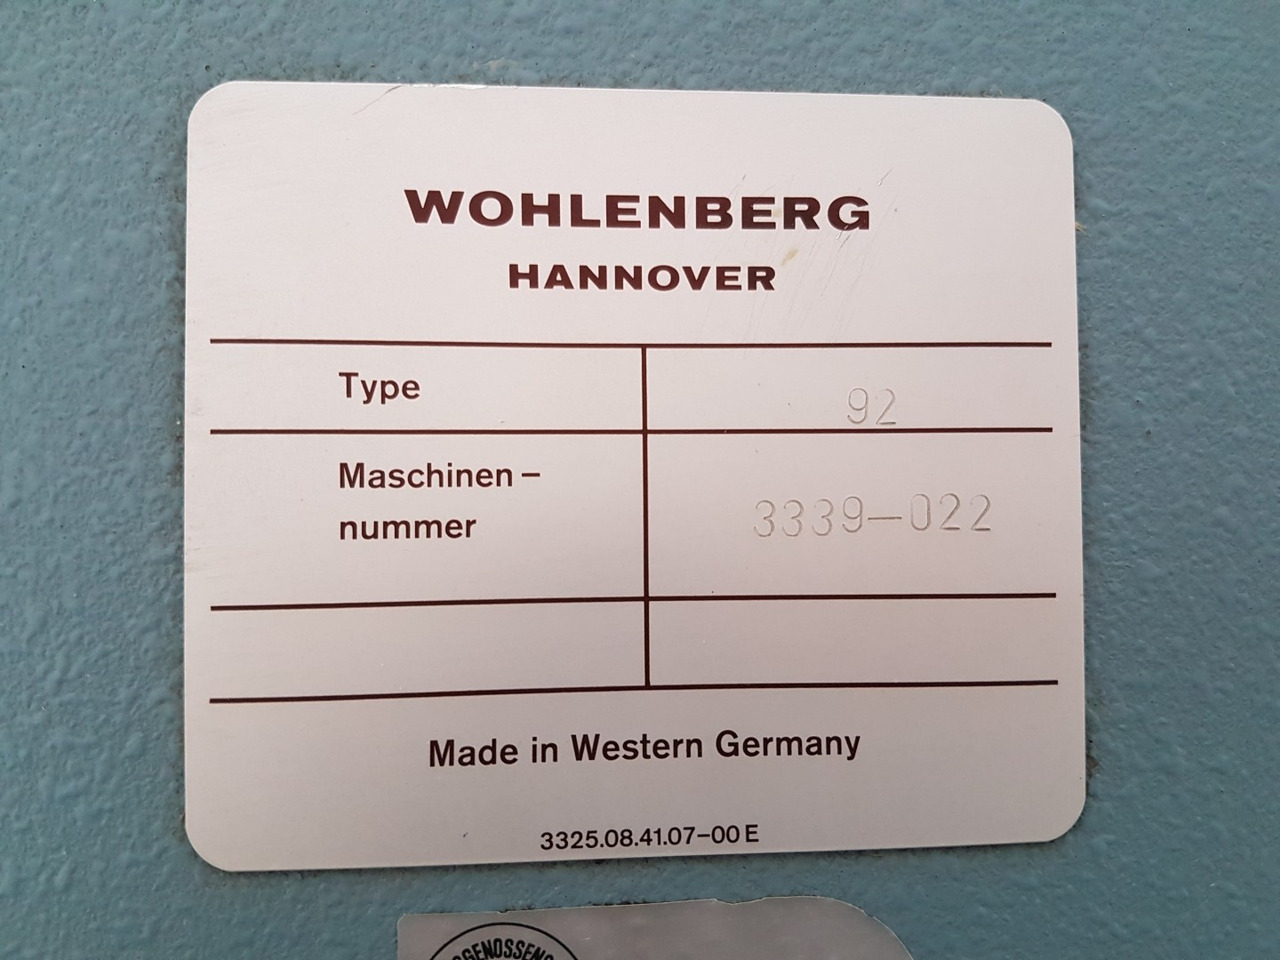 WOHLENBERG
HANNOVER
Type 92
Maschinen–
nummer 3339–022
Made in Western Germany
3325.08.41.07–00 E